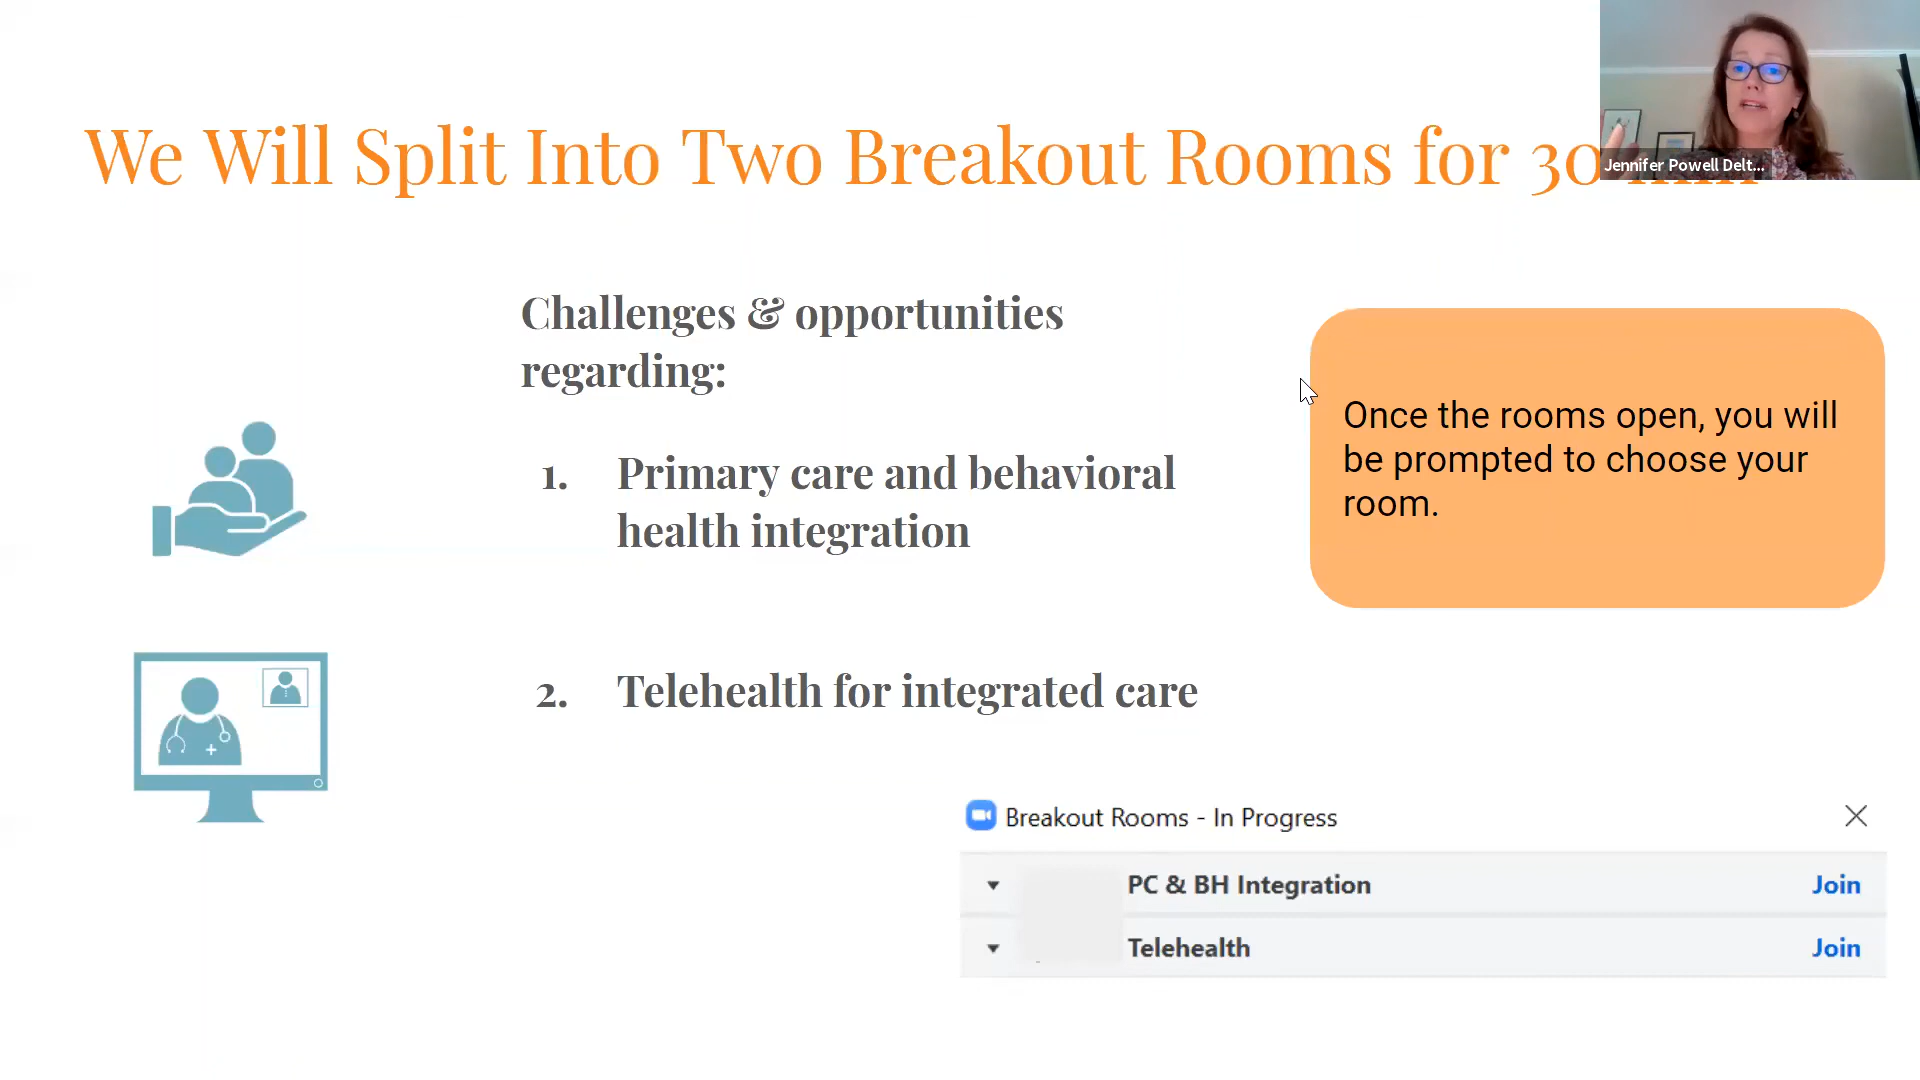 We Will Split Into Two Breakout Rooms for 30
Jennifer Powell Delt...
Challenges & opportunities
regarding:
1. Primary care and behavioral
health integration
2. Telehealth for integrated care
Once the rooms open, you will
be prompted to choose your
room.
Breakout Rooms - In Progress
PC & BH Integration Join
Telehealth Join